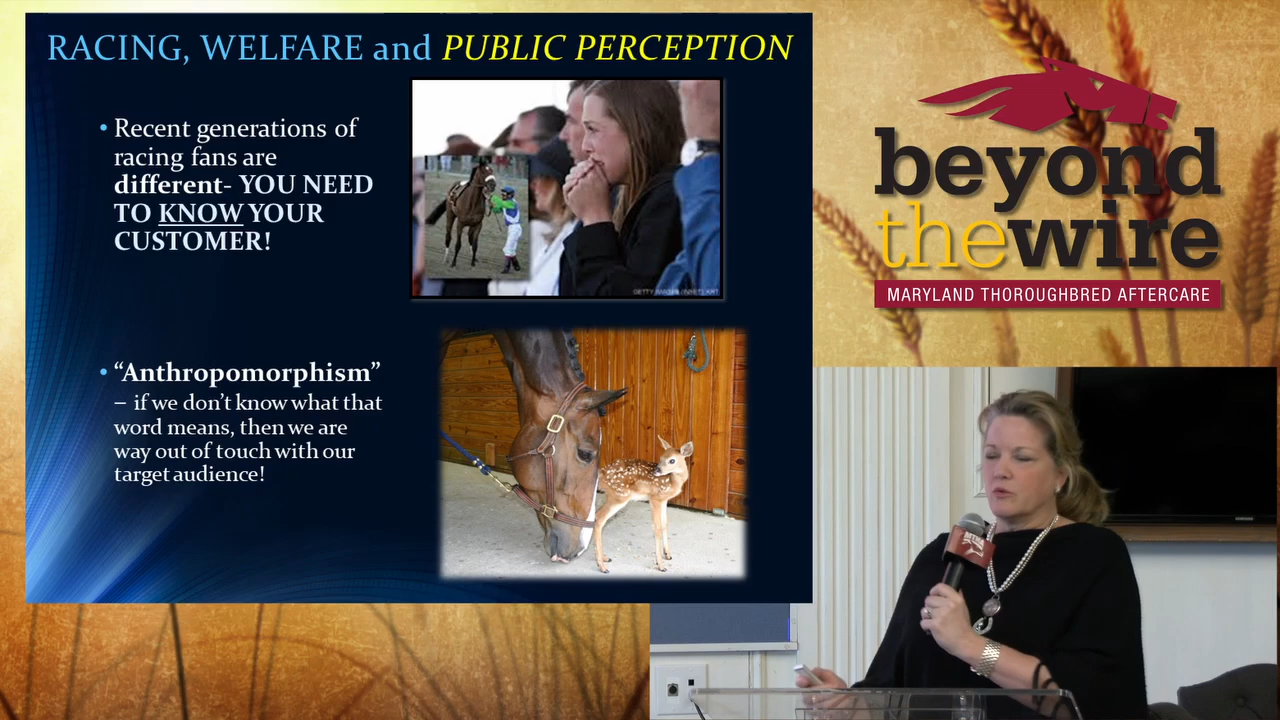 RACING, WELFARE and PUBLIC PERCEPTION
• Recent generations of
racing fans are
different- YOU NEED
TO KNOW YOUR
CUSTOMER!
• “Anthropomorphism”
– if we don’t know what that
word means, then we are
way out of touch with our
target audience!
beyond
thewire
MARYLAND THOROUGHBRED AFTERCARE